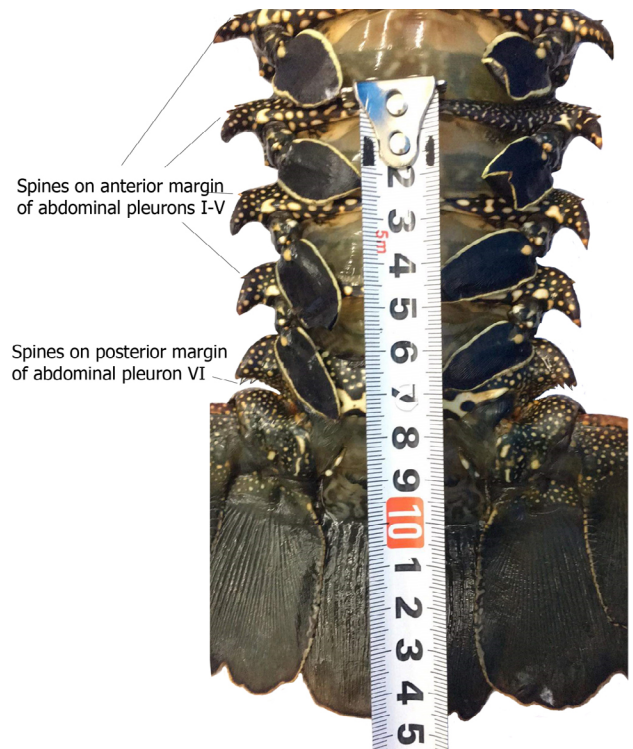 Spines on anterior margin
of abdominal pleurons I-V
Spines on posterior margin
of abdominal pleuron VI
2
3
5m
4
5
6
7
8
9
10
1
2
3
4
5